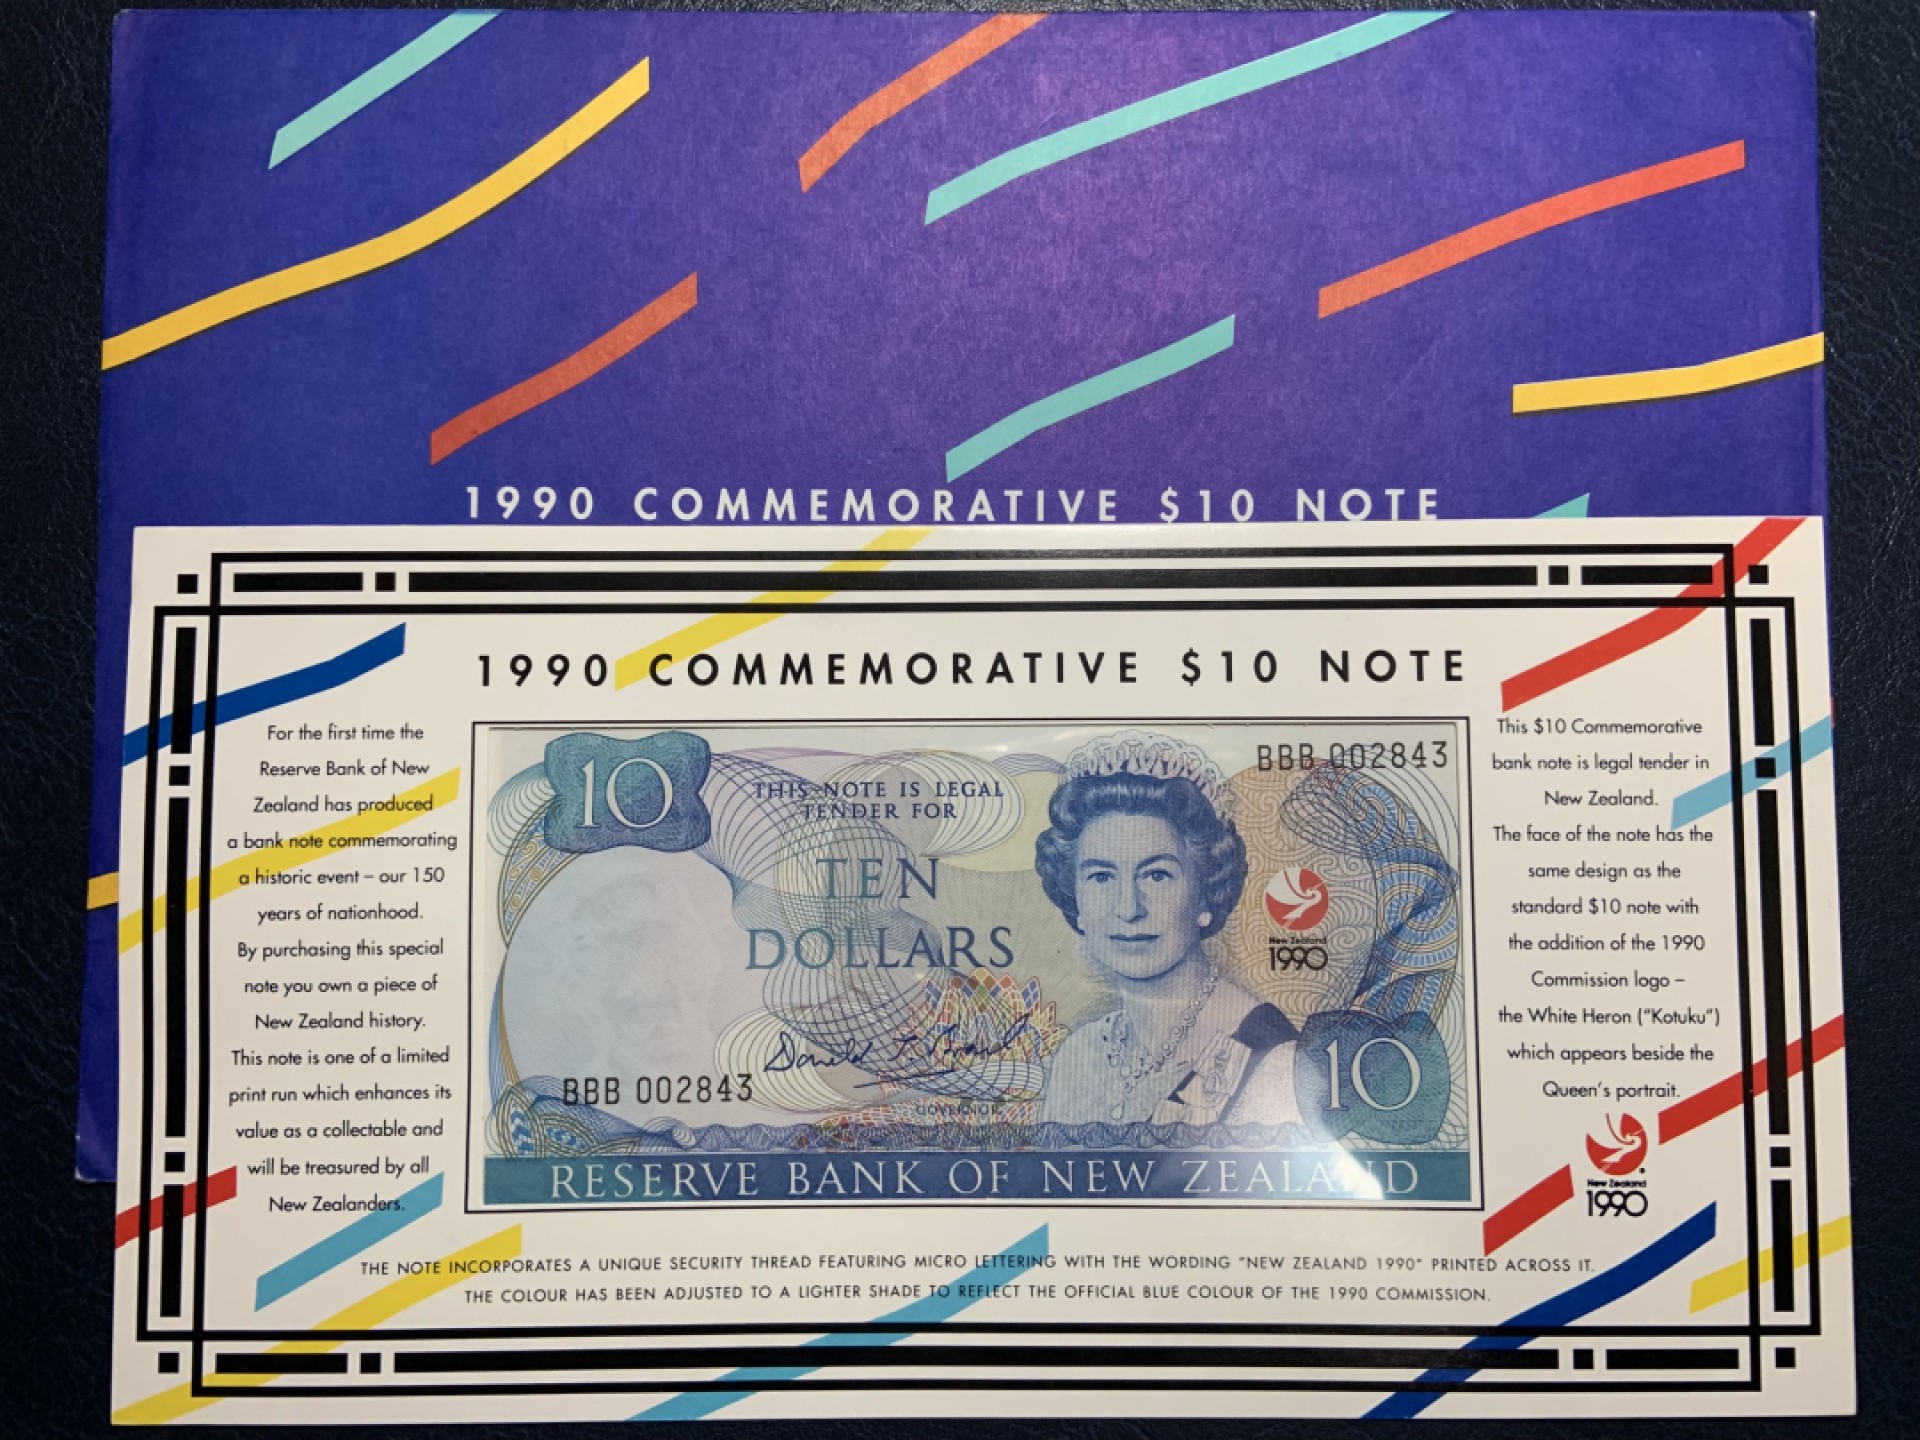 1990 COMMEMORATIVE $10 NOTE
1990 COMMEMORATIVE $10 NOTE
For the first time the
Reserve Bank of New
Zealand has produced
a bank note commemorating
a historic event – our 150
years of nationhood.
By purchasing this special
note you own a piece of
New Zealand history.
This note is one of a limited
print run which enhances its
value as a collectable and
will be treasured by all
New Zealanders.
10
THIS NOTE IS LEGAL
TENDER FOR
TEN
DOLLARS
BBB 002843
New Zealand
1990
Donald T. Brash
GOVERNOR
BBB 002843
10
RESERVE BANK OF NEW ZEALAND
This $10 Commemorative
bank note is legal tender in
New Zealand.
The face of the note has the
same design as the
standard $10 note with
the addition of the 1990
Commission logo –
the White Heron (“Kotuku”)
which appears beside the
Queen's portrait.
New Zealand
1990
THE NOTE INCORPORATES A UNIQUE SECURITY THREAD FEATURING MICRO LETTERING WITH THE WORDING "NEW ZEALAND 1990" PRINTED ACROSS IT.
THE COLOUR HAS BEEN ADJUSTED TO A LIGHTER SHADE TO REFLECT THE OFFICIAL BLUE COLOUR OF THE 1990 COMMISSION.